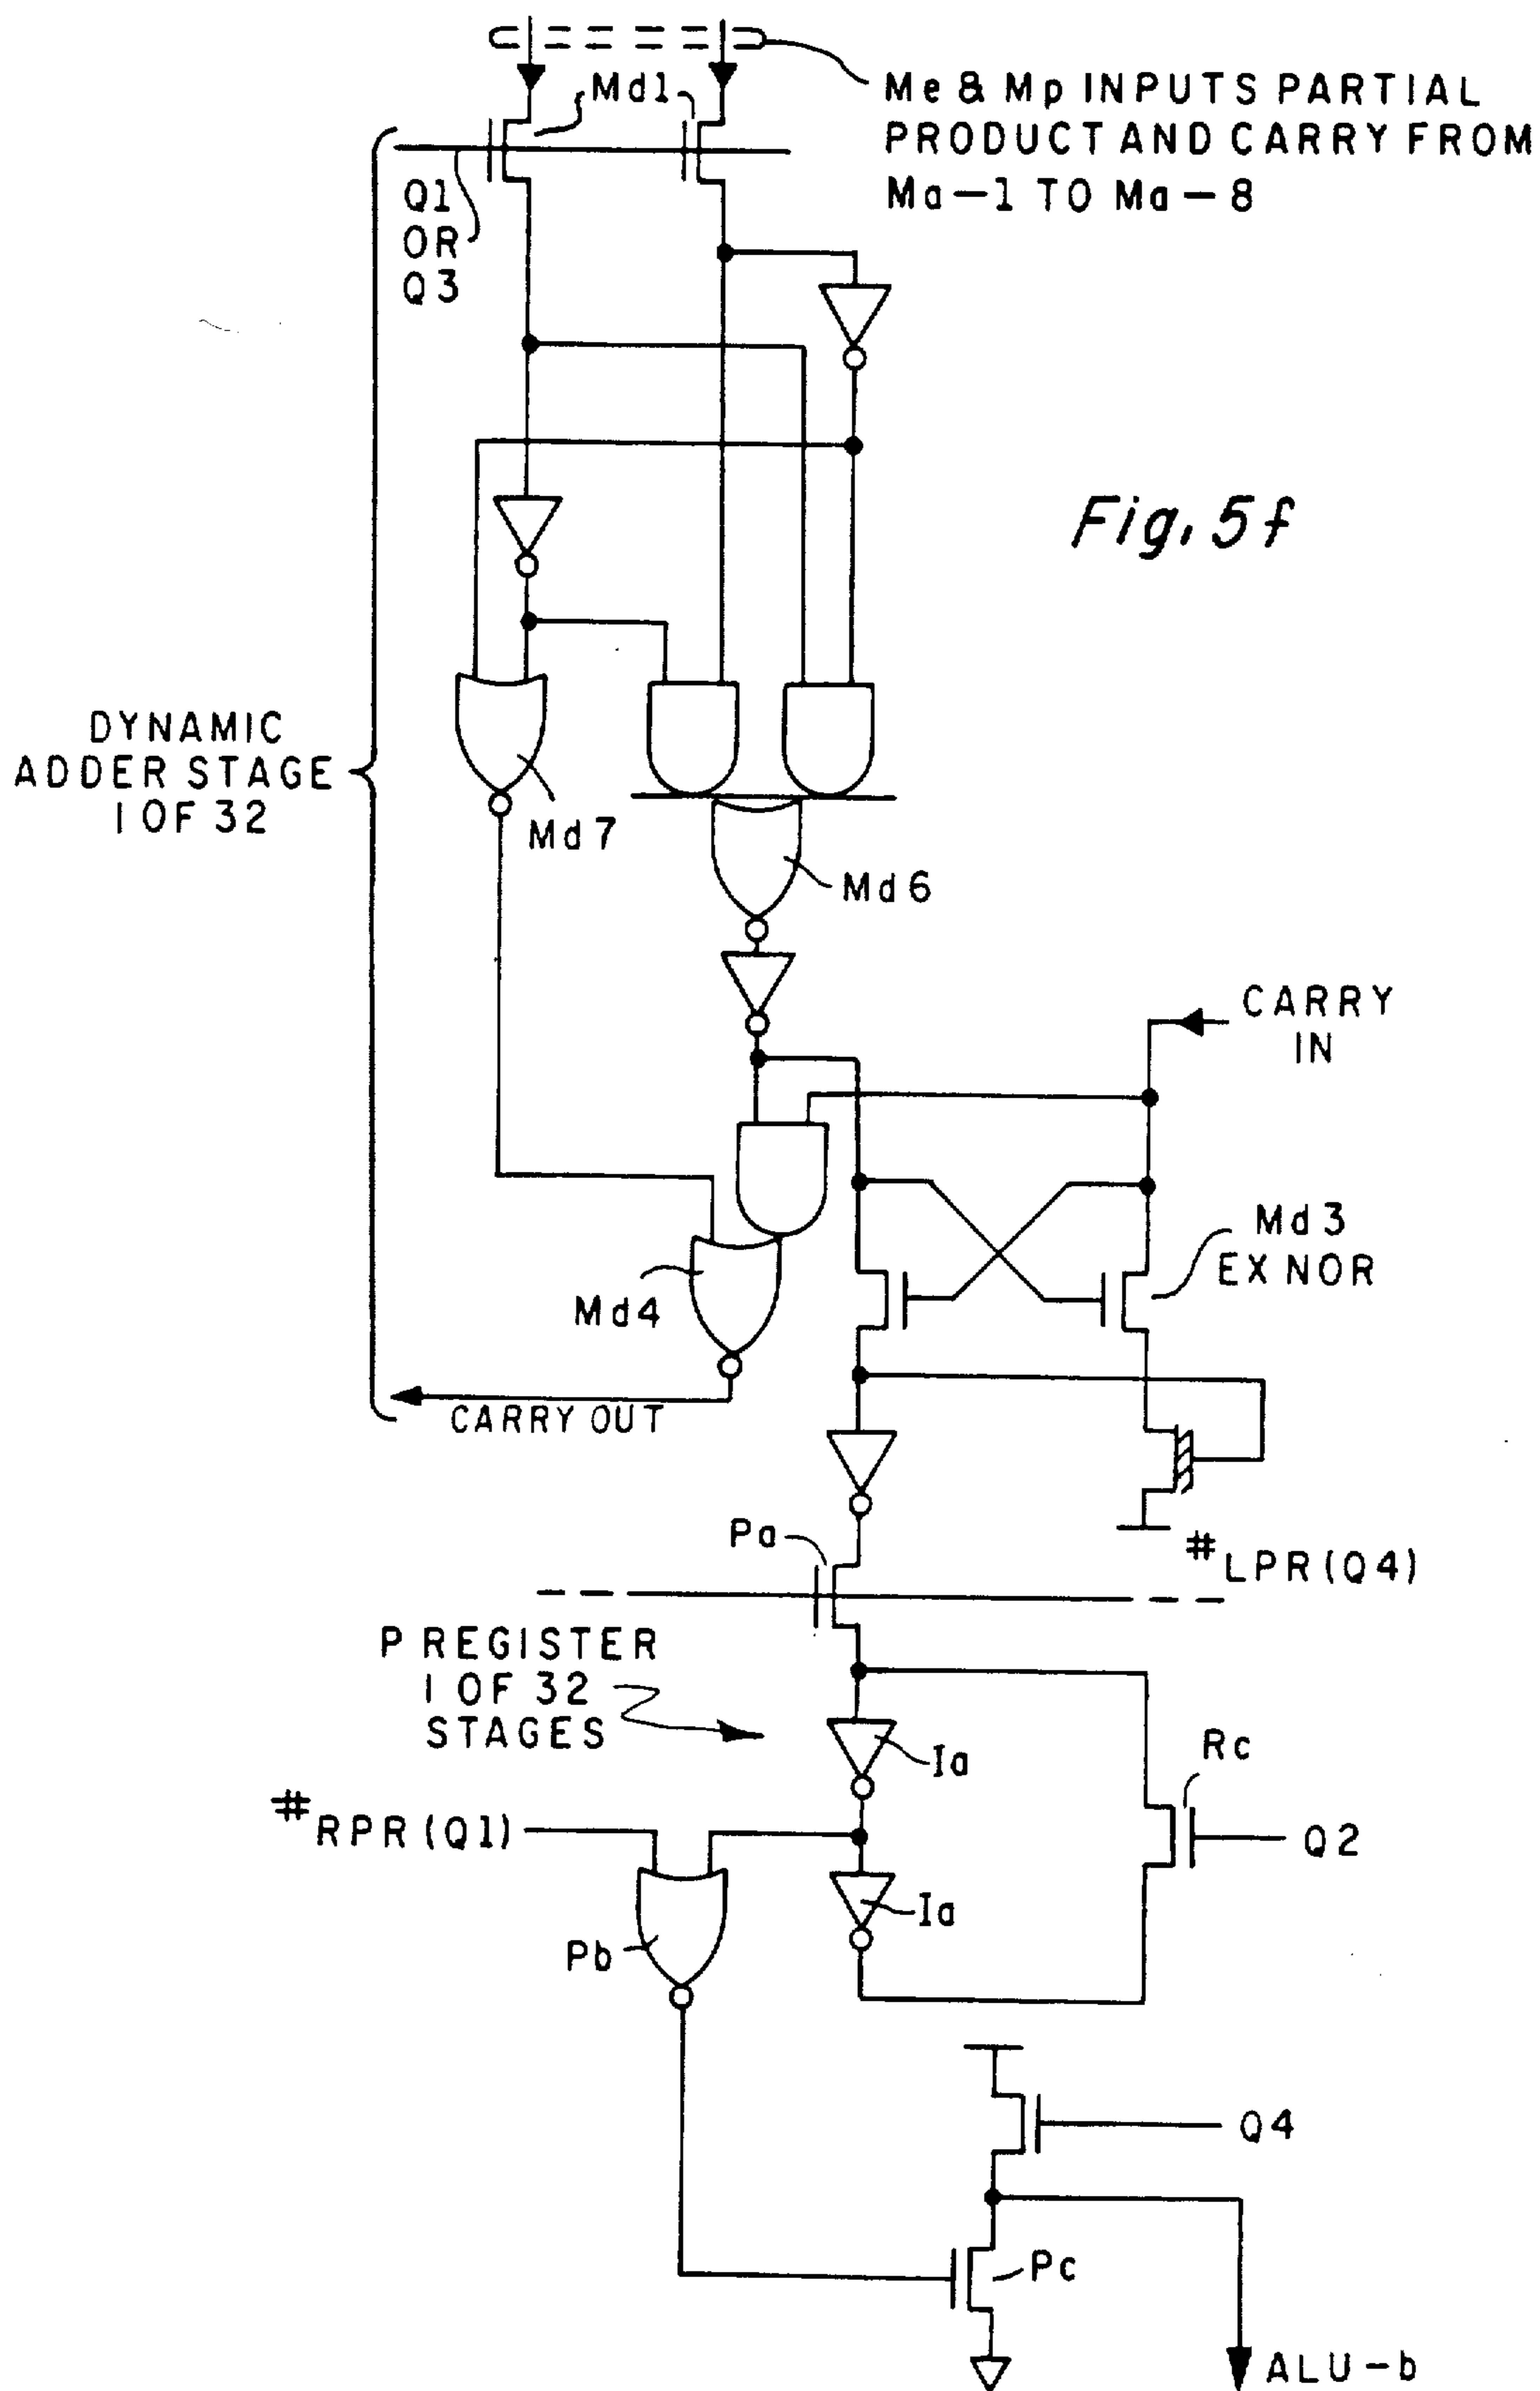 Md1
Me & Mp INPUTS PARTIAL
PRODUCT AND CARRY FROM
Ma-1 TO Ma-8
Q1
OR
Q3
Fig. 5f
DYNAMIC
ADDER STAGE
1 OF 32
Md7
Md6
CARRY
IN
Md3
EX NOR
Md4
CARRY OUT
Pa
#LPR(Q4)
P REGISTER
1 OF 32
STAGES
Ia
Rc
#RPR(Q1)
Q2
Ia
Pb
Q4
Pc
ALU-b